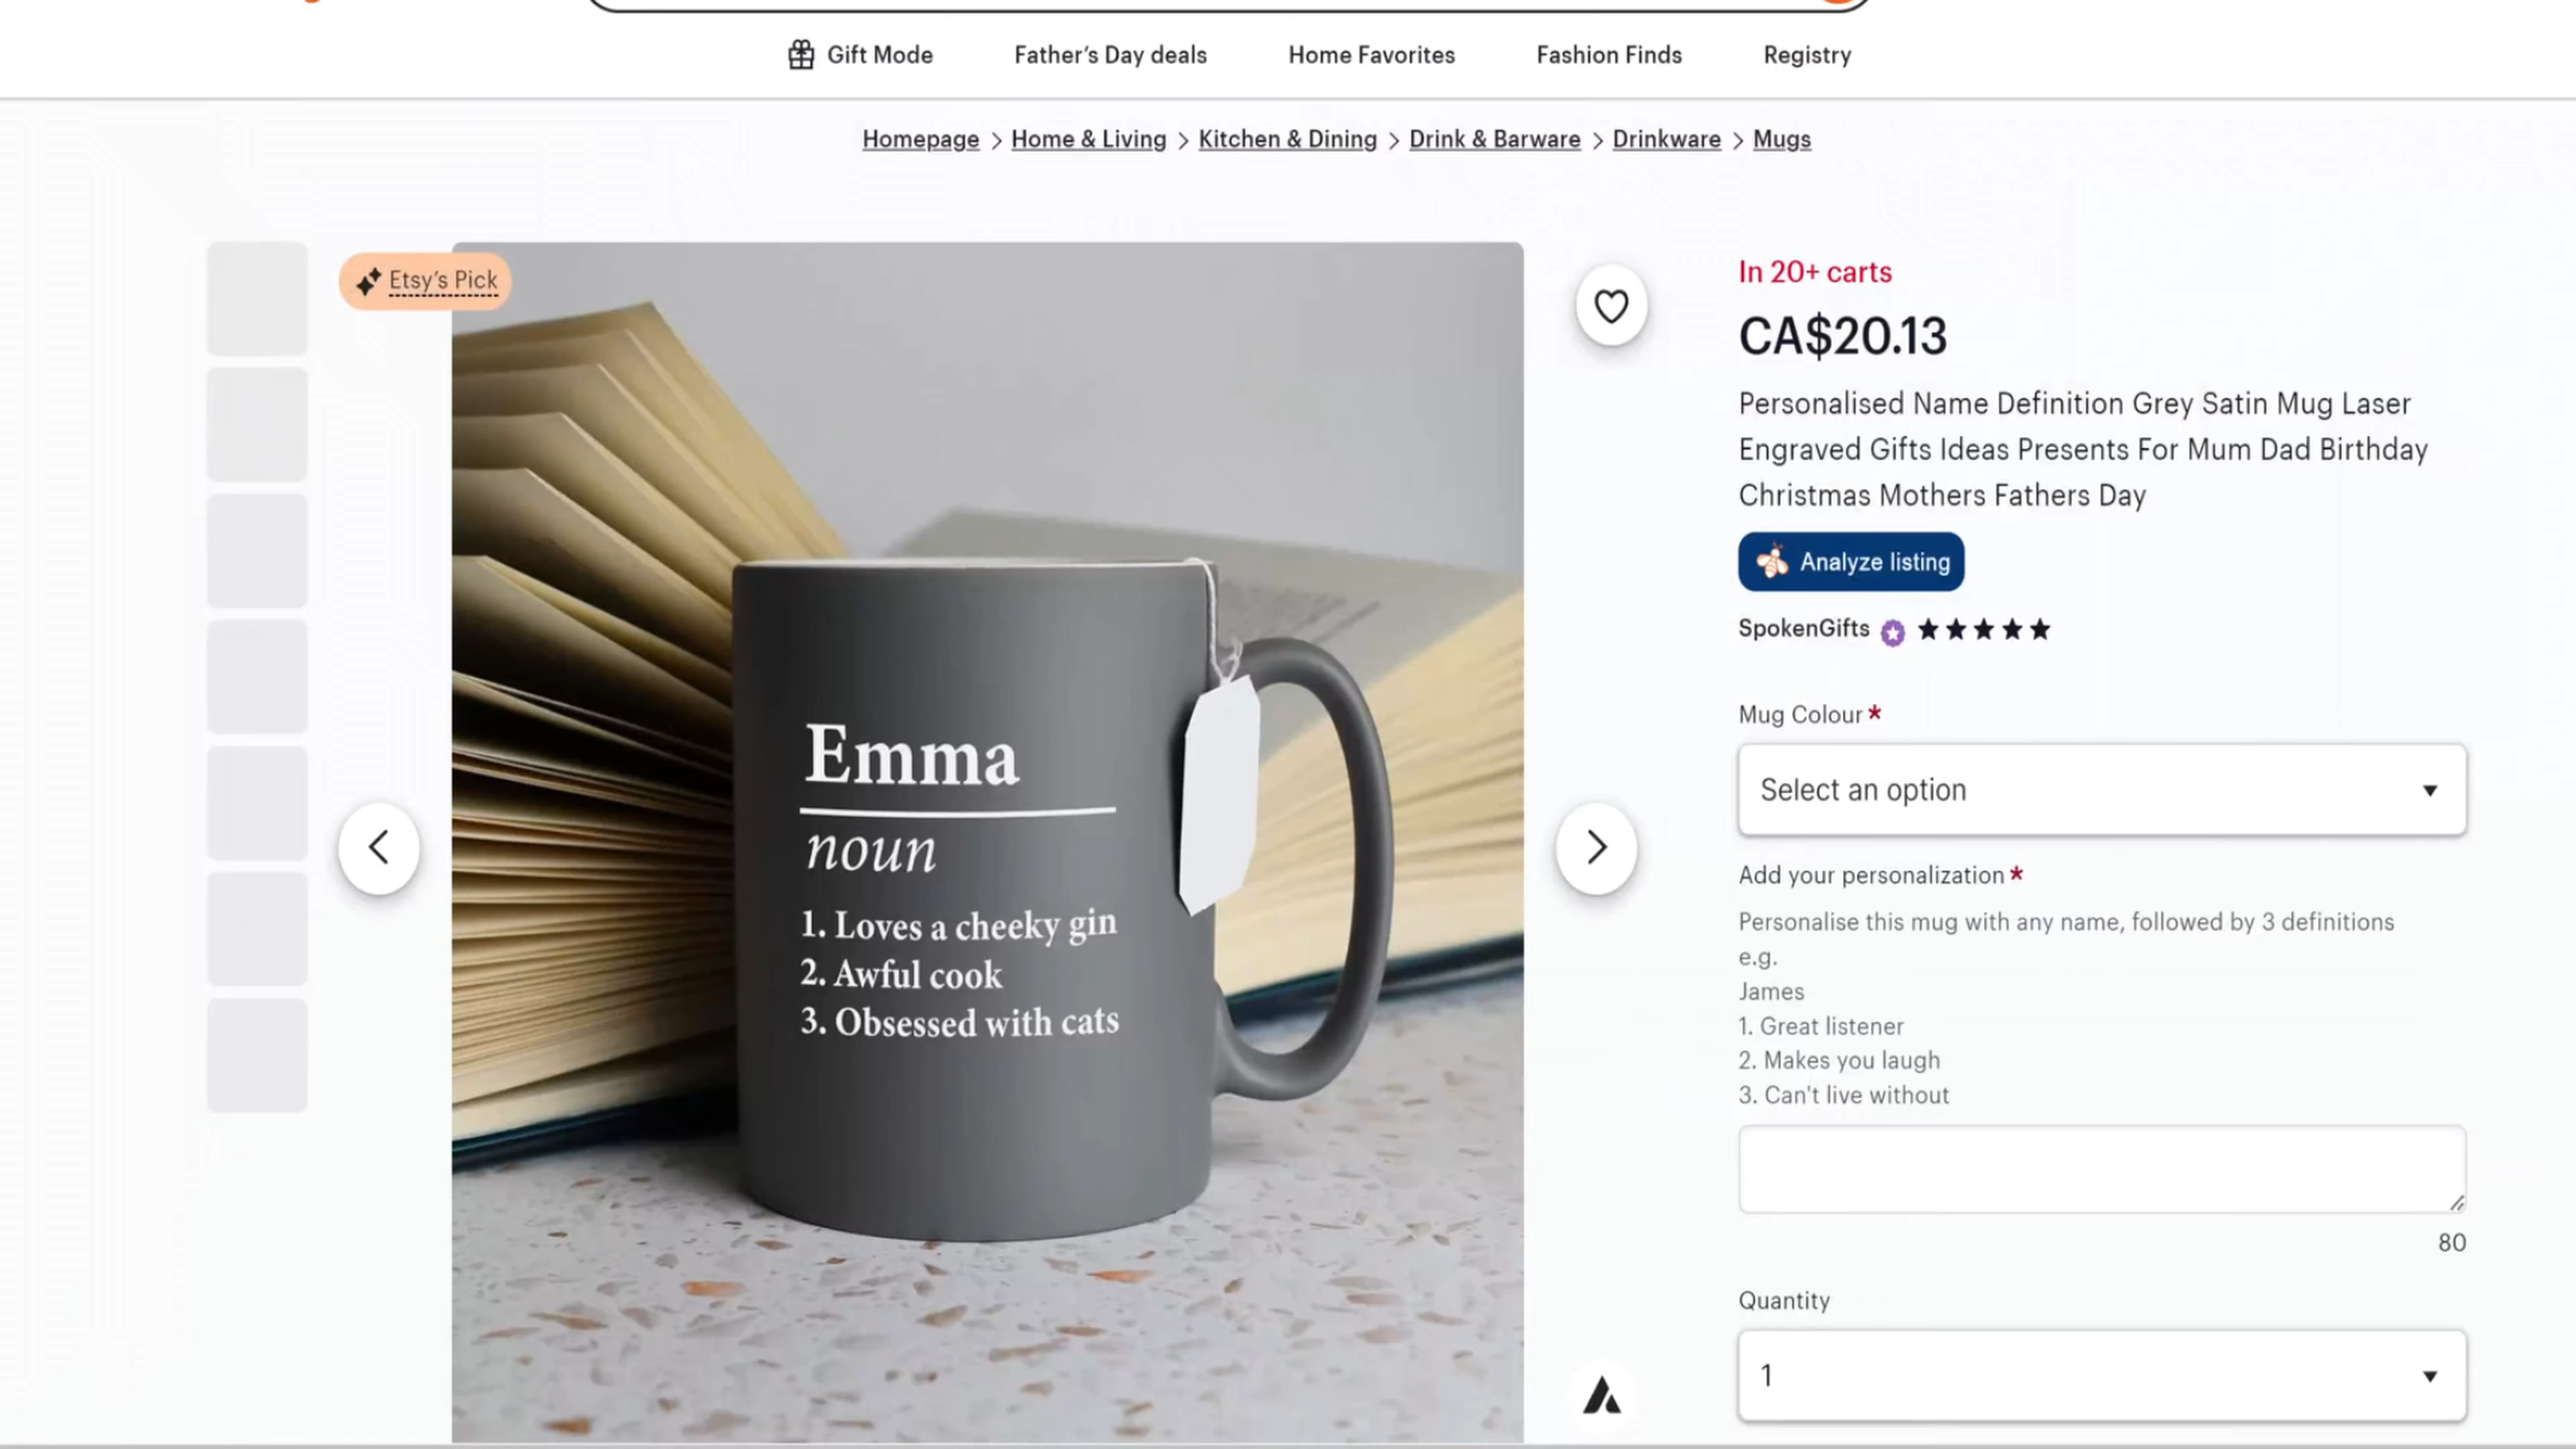 Gift Mode
Father's Day deals
Home Favorites
Fashion Finds
Registry
Homepage > Home & Living > Kitchen & Dining > Drink & Barware > Drinkware > Mugs
Etsy's Pick
Emma
noun
1. Loves a cheeky gin
2. Awful cook
3. Obsessed with cats
In 20+ carts
CA$20.13
Personalised Name Definition Grey Satin Mug Laser
Engraved Gifts Ideas Presents For Mum Dad Birthday
Christmas Mothers Fathers Day
Analyze listing
SpokenGifts
Mug Colour *
Select an option
Add your personalization *
Personalise this mug with any name, followed by 3 definitions
e.g.
James
1. Great listener
2. Makes you laugh
3. Can't live without
80
Quantity
1